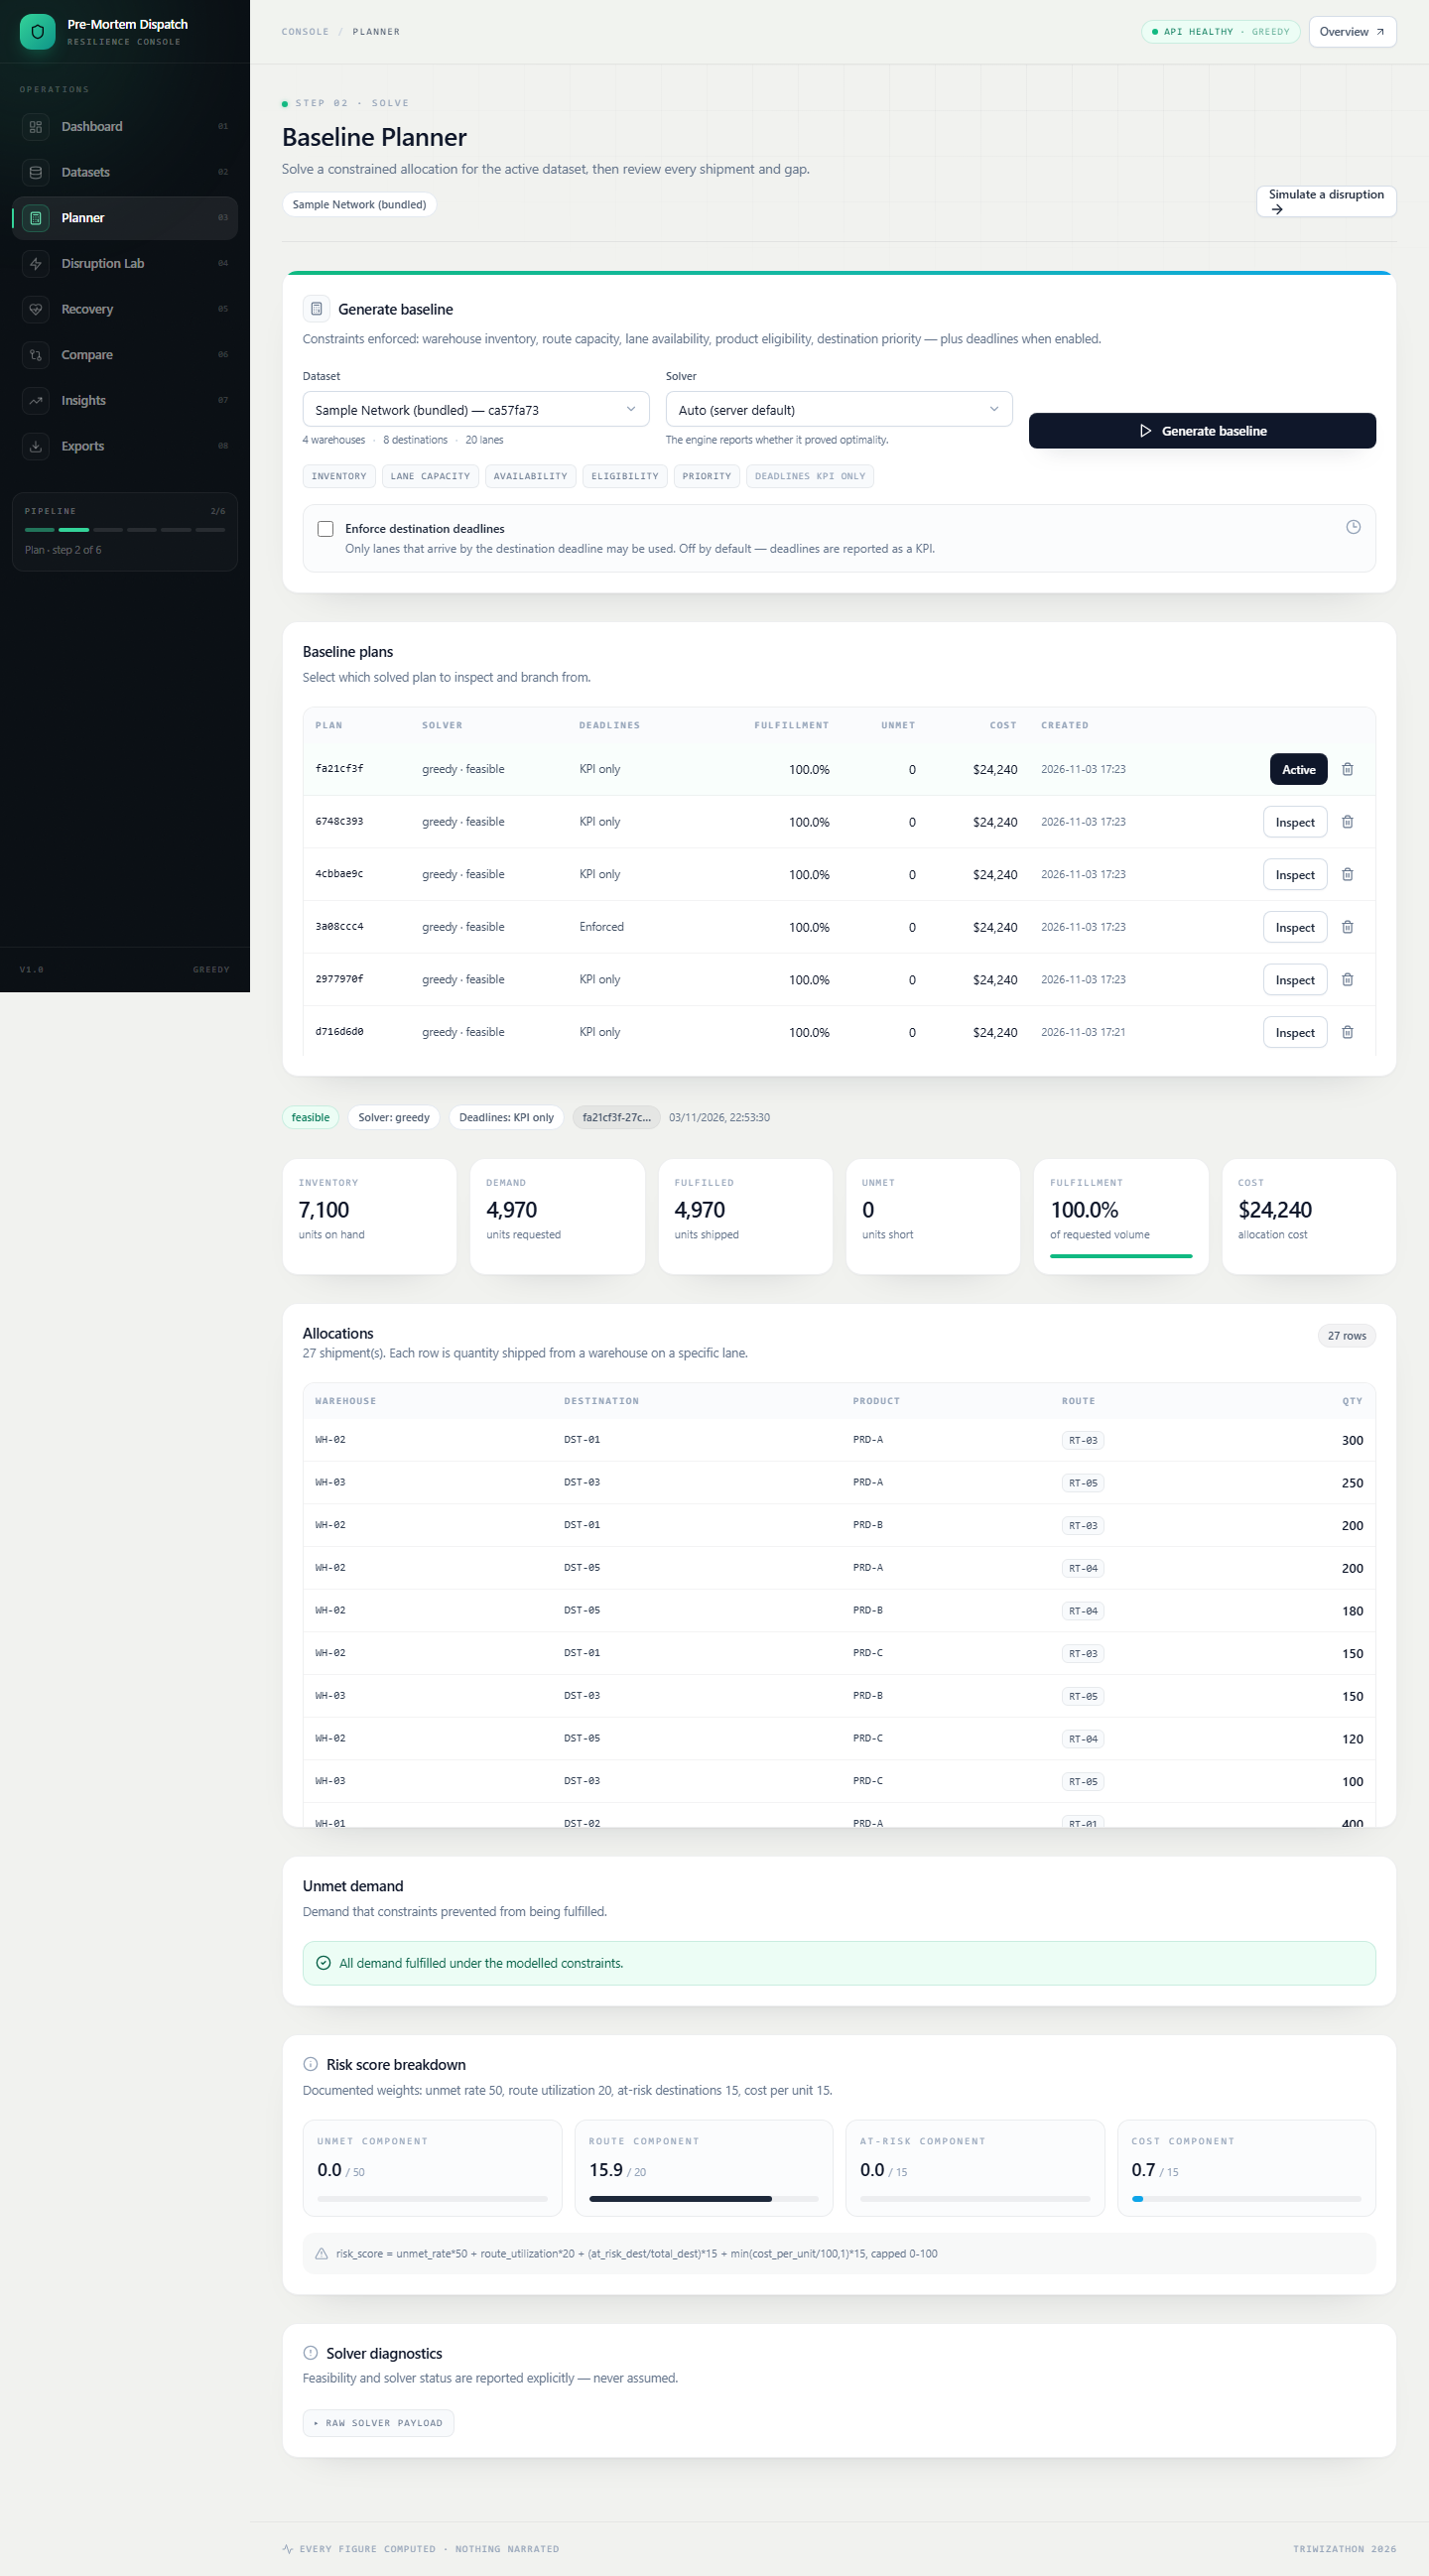 Pre-Mortem Dispatch
RESILIENCE CONSOLE
OPERATIONS
Dashboard 01
Datasets 02
Planner 03
Disruption Lab 04
Recovery 05
Compare 06
Insights 07
Exports 08
PIPELINE 2/6
Plan · step 2 of 6
V1.0 GREEDY
CONSOLE / PLANNER
API HEALTHY · GREEDY
Overview
STEP 02 · SOLVE
Baseline Planner
Solve a constrained allocation for the active dataset, then review every shipment and gap.
Sample Network (bundled)
Simulate a disruption
Generate baseline
Constraints enforced: warehouse inventory, route capacity, lane availability, product eligibility, destination priority — plus deadlines when enabled.
Dataset
Sample Network (bundled) — ca57fa73
4 warehouses · 8 destinations · 20 lanes
Solver
Auto (server default)
The engine reports whether it proved optimality.
Generate baseline
INVENTORY LANE CAPACITY AVAILABILITY ELIGIBILITY PRIORITY DEADLINES KPI ONLY
Enforce destination deadlines
Only lanes that arrive by the destination deadline may be used. Off by default — deadlines are reported as a KPI.
Baseline plans
Select which solved plan to inspect and branch from.
PLAN SOLVER DEADLINES FULFILLMENT UNMET COST CREATED
fa21cf3f greedy · feasible KPI only 100.0% 0 $24,240 2026-11-03 17:23 Active
6748c393 greedy · feasible KPI only 100.0% 0 $24,240 2026-11-03 17:23 Inspect
4cbbae9c greedy · feasible KPI only 100.0% 0 $24,240 2026-11-03 17:23 Inspect
3a08ccc4 greedy · feasible Enforced 100.0% 0 $24,240 2026-11-03 17:23 Inspect
2977970f greedy · feasible KPI only 100.0% 0 $24,240 2026-11-03 17:23 Inspect
d716d6d0 greedy · feasible KPI only 100.0% 0 $24,240 2026-11-03 17:21 Inspect
feasible Solver: greedy Deadlines: KPI only fa21cf3f-27c... 03/11/2026, 22:53:30
INVENTORY
7,100
units on hand
DEMAND
4,970
units requested
FULFILLED
4,970
units shipped
UNMET
0
units short
FULFILLMENT
100.0%
of requested volume
COST
$24,240
allocation cost
Allocations
27 shipment(s). Each row is quantity shipped from a warehouse on a specific lane.
27 rows
WAREHOUSE DESTINATION PRODUCT ROUTE QTY
WH-02 DST-01 PRD-A RT-03 300
WH-03 DST-03 PRD-A RT-05 250
WH-02 DST-01 PRD-B RT-03 200
WH-02 DST-05 PRD-A RT-04 200
WH-02 DST-05 PRD-B RT-04 180
WH-02 DST-01 PRD-C RT-03 150
WH-03 DST-03 PRD-B RT-05 150
WH-02 DST-05 PRD-C RT-04 120
WH-03 DST-03 PRD-C RT-05 100
WH-01 DST-02 PRD-A RT-01 400
Unmet demand
Demand that constraints prevented from being fulfilled.
All demand fulfilled under the modelled constraints.
Risk score breakdown
Documented weights: unmet rate 50, route utilization 20, at-risk destinations 15, cost per unit 15.
UNMET COMPONENT
0.0 / 50
ROUTE COMPONENT
15.9 / 20
AT-RISK COMPONENT
0.0 / 15
COST COMPONENT
0.7 / 15
risk_score = unmet_rate*50 + route_utilization*20 + (at_risk_dest/total_dest)*15 + min(cost_per_unit/100,1)*15, capped 0-100
Solver diagnostics
Feasibility and solver status are reported explicitly — never assumed.
RAW SOLVER PAYLOAD
EVERY FIGURE COMPUTED · NOTHING NARRATED
TRIWIZATHON 2026